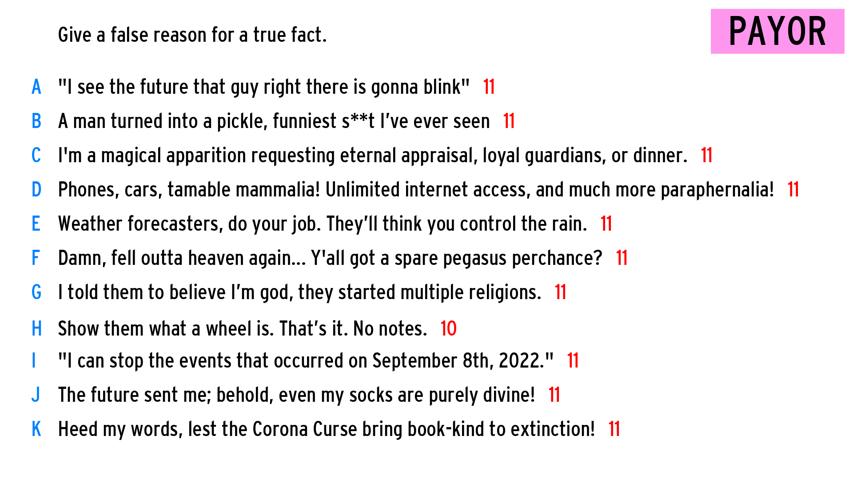 Give a false reason for a true fact.
PAYOR
A "I see the future that guy right there is gonna blink" 11
B A man turned into a pickle, funniest s**t I've ever seen 11
C I'm a magical apparition requesting eternal appraisal, loyal guardians, or dinner. 11
D Phones, cars, tamable mammalia! Unlimited internet access, and much more paraphernalia! 11
E Weather forecasters, do your job. They'll think you control the rain. 11
F Damn, fell outta heaven again... Y'all got a spare pegasus perchance? 11
G I told them to believe I'm god, they started multiple religions. 11
H Show them what a wheel is. That's it. No notes. 10
I "I can stop the events that occurred on September 8th, 2022." 11
J The future sent me; behold, even my socks are purely divine! 11
K Heed my words, lest the Corona Curse bring book-kind to extinction! 11